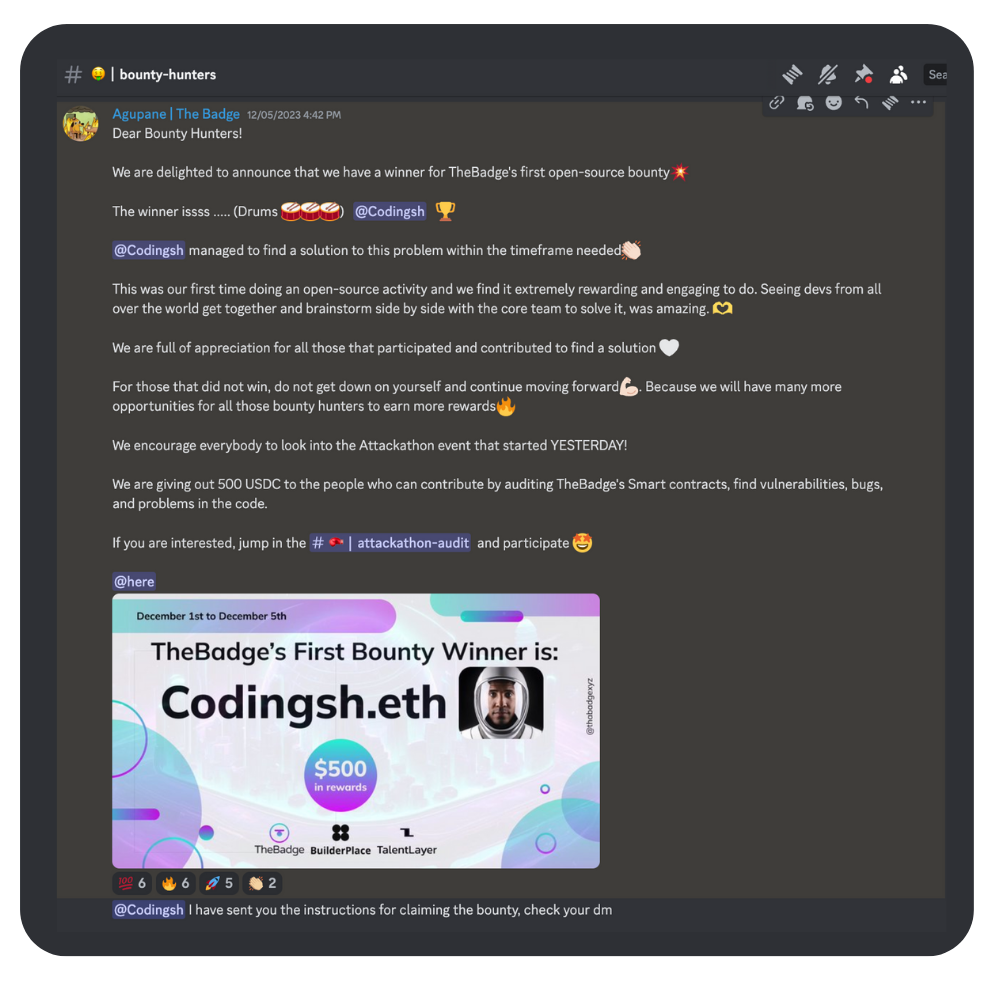 # 🤑 | bounty-hunters
Sea
Agupane | The Badge 12/05/2023 4:42 PM
Dear Bounty Hunters!
We are delighted to announce that we have a winner for TheBadge's first open-source bounty 💥
The winner issss ..... (Drums 🥁🥁🥁) @Codingsh 🏆
@Codingsh managed to find a solution to this problem within the timeframe needed👏🏻
This was our first time doing an open-source activity and we find it extremely rewarding and engaging to do. Seeing devs from all
over the world get together and brainstorm side by side with the core team to solve it, was amazing. 🫶
We are full of appreciation for all those that participated and contributed to find a solution 🤍
For those that did not win, do not get down on yourself and continue moving forward💪🏻. Because we will have many more
opportunities for all those bounty hunters to earn more rewards🔥
We encourage everybody to look into the Attackathon event that started YESTERDAY!
We are giving out 500 USDC to the people who can contribute by auditing TheBadge's Smart contracts, find vulnerabilities, bugs,
and problems in the code.
If you are interested, jump in the # | attackathon-audit and participate 🤩
@here
December 1st to December 5th
TheBadge's First Bounty Winner is:
Codingsh.eth
@thabadgexyz
$500
in rewards
TheBadge BuilderPlace TalentLayer
💯 6 🔥 6 🚀 5 👏🏻 2
@Codingsh I have sent you the instructions for claiming the bounty, check your dm